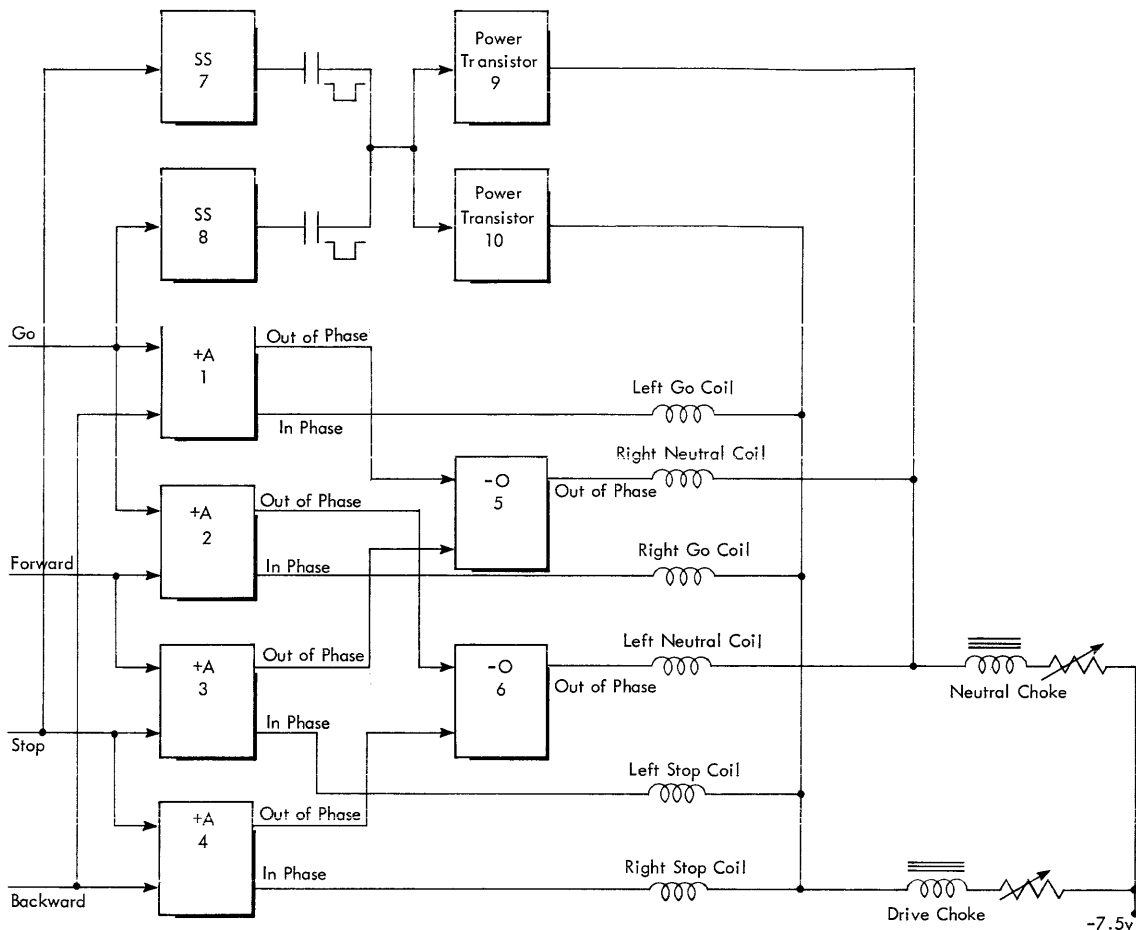 SS
7
Power
Transistor
9
SS
8
Power
Transistor
10
Go
+A
1
Out of Phase
In Phase
Left Go Coil
Right Neutral Coil
-O
5
Out of Phase
+A
2
Out of Phase
In Phase
Right Go Coil
Forward
+A
3
Out of Phase
In Phase
Left Neutral Coil
-O
6
Out of Phase
Neutral Choke
Stop
Left Stop Coil
+A
4
Out of Phase
In Phase
Right Stop Coil
Backward
Drive Choke
-7.5v